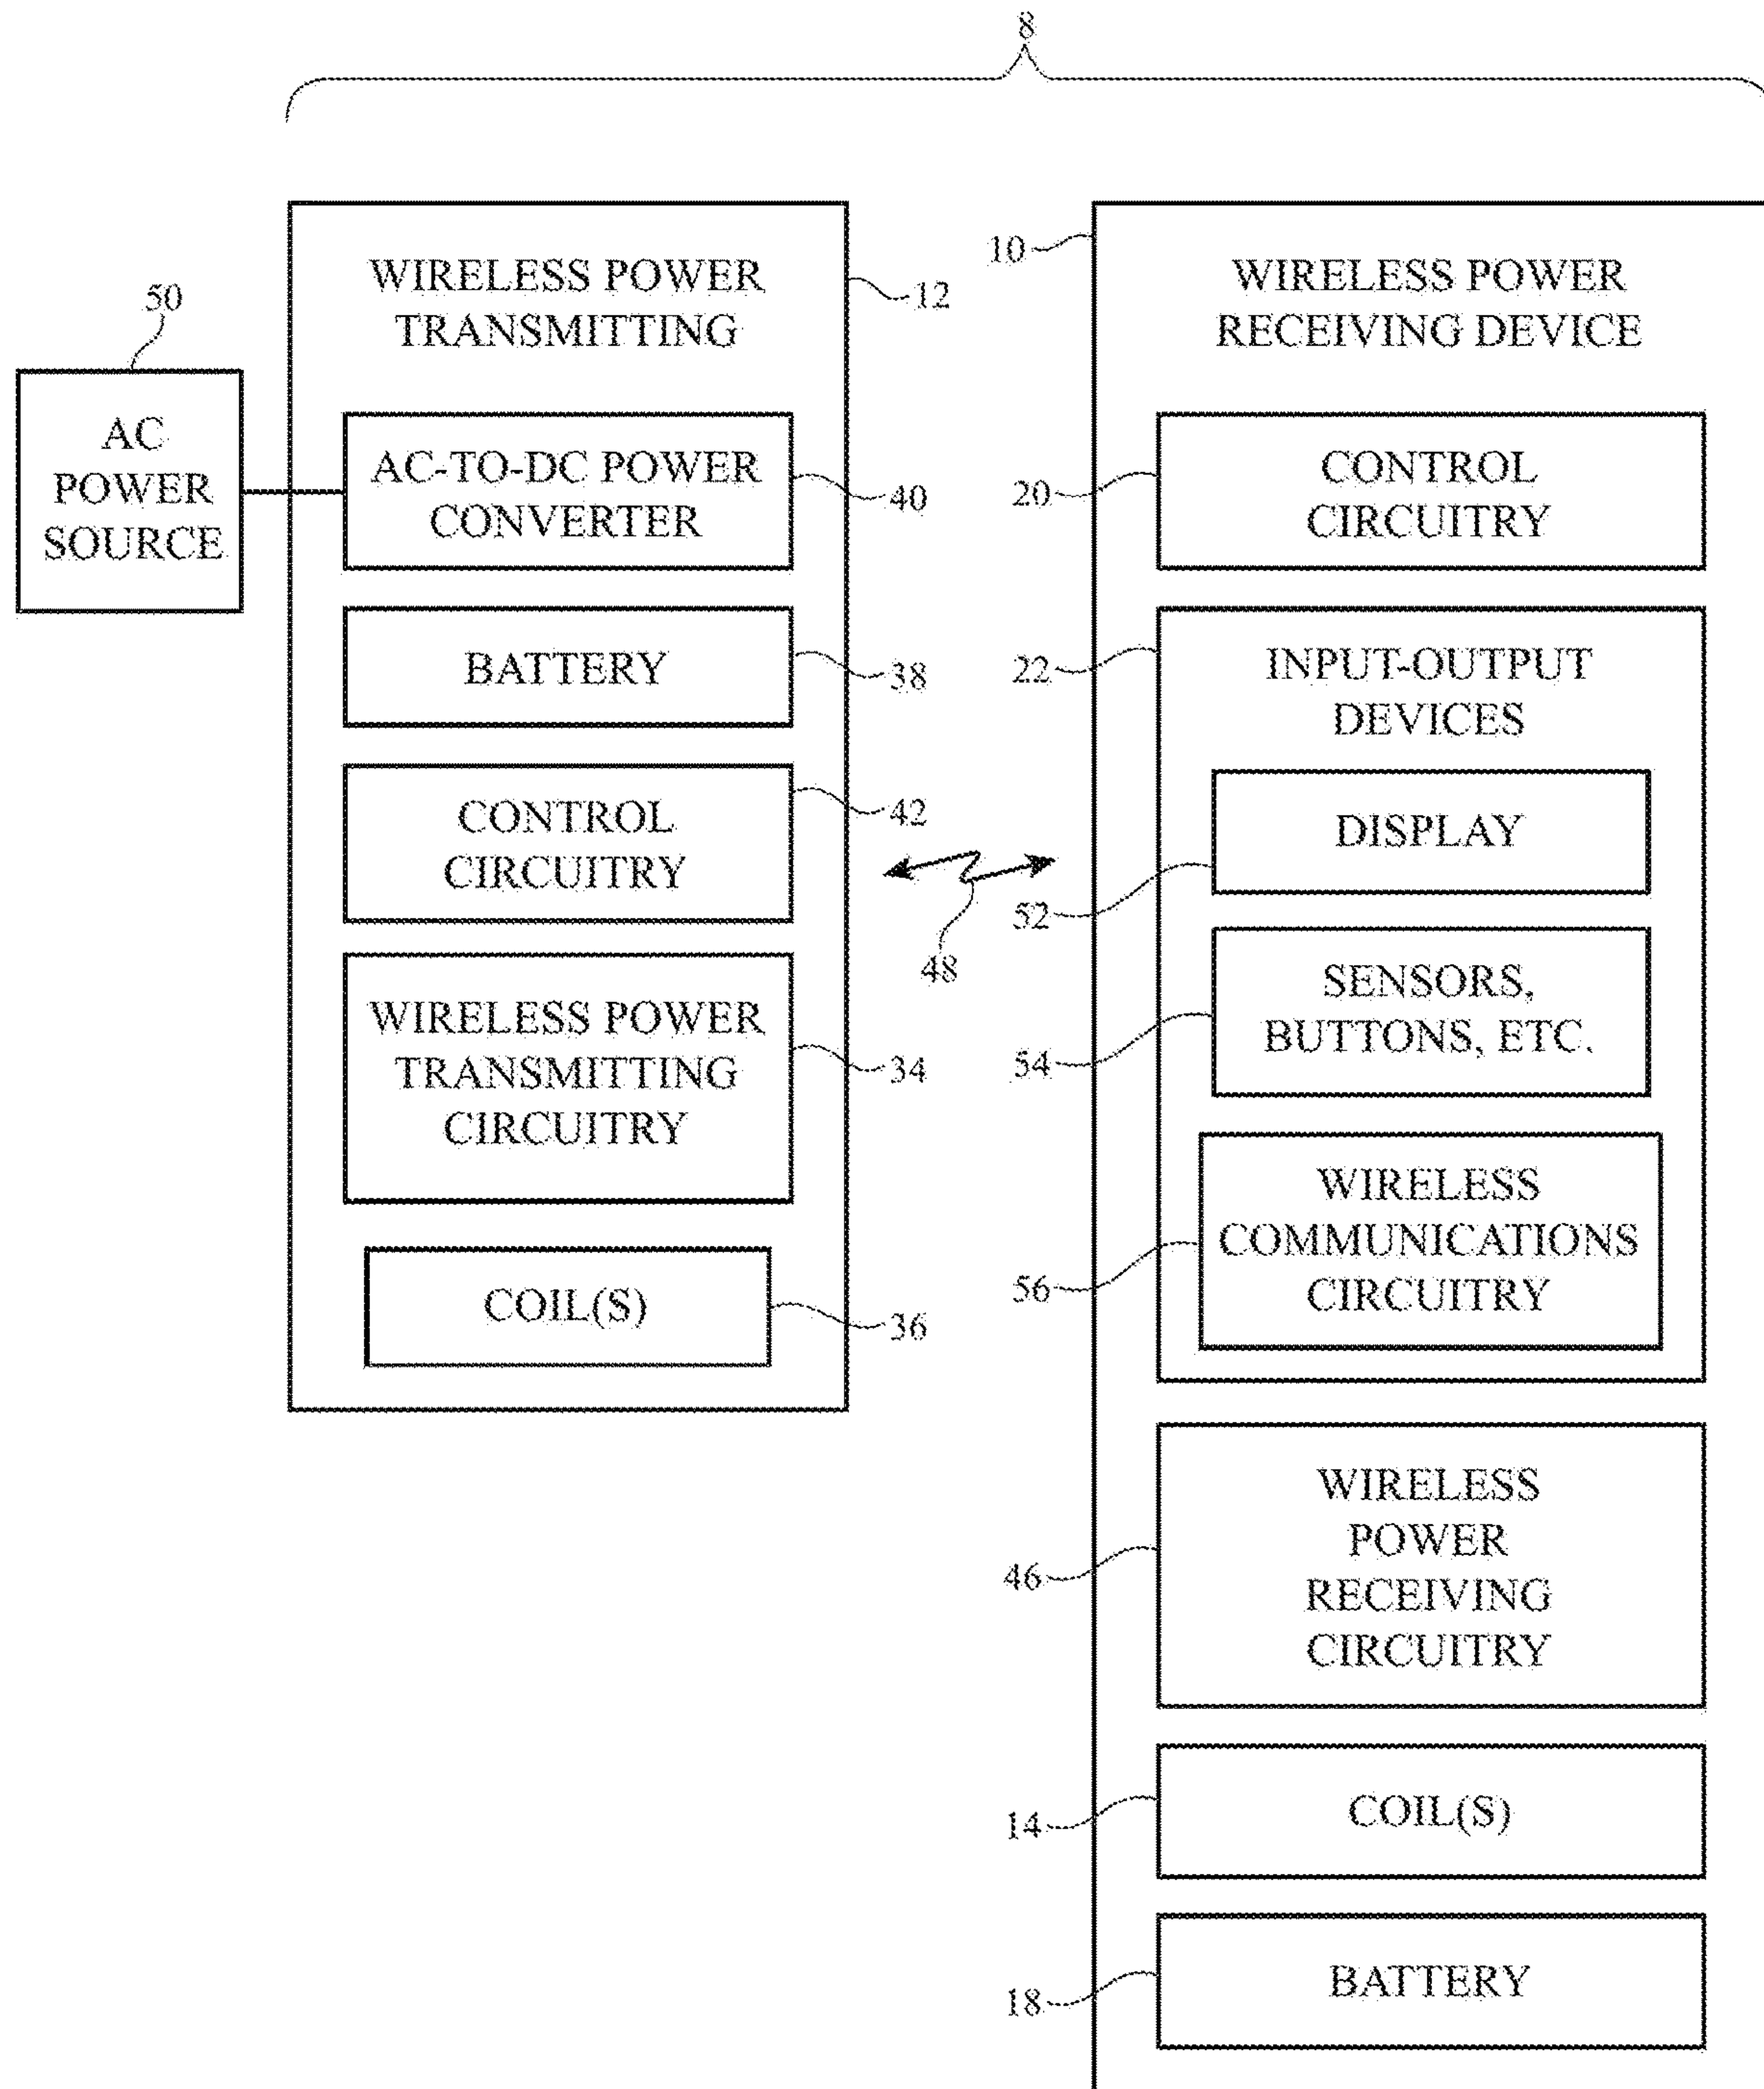 8
50
AC
POWER
SOURCE
WIRELESS POWER
TRANSMITTING
12
AC-TO-DC POWER
CONVERTER
40
BATTERY
38
CONTROL
CIRCUITRY
42
WIRELESS POWER
TRANSMITTING
CIRCUITRY
34
COIL(S)
36
48
10
WIRELESS POWER
RECEIVING DEVICE
20
CONTROL
CIRCUITRY
22
INPUT-OUTPUT
DEVICES
DISPLAY
52
SENSORS,
BUTTONS, ETC.
54
WIRELESS
COMMUNICATIONS
CIRCUITRY
56
WIRELESS
POWER
RECEIVING
CIRCUITRY
46
COIL(S)
14
BATTERY
18